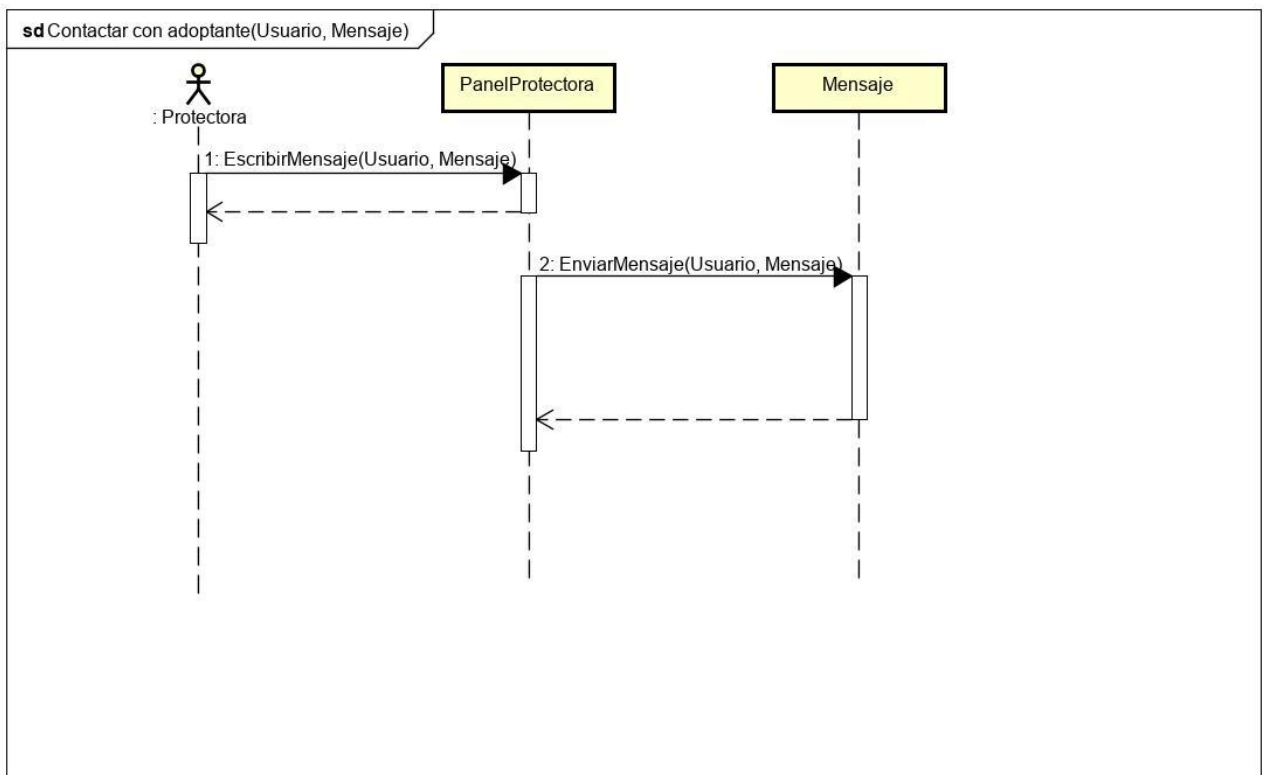 sd Contactar con adoptante(Usuario, Mensaje)
PanelProtectora
Mensaje
: Protectora
1: EscribirMensaje(Usuario, Mensaje)
2: EnviarMensaje(Usuario, Mensaje)